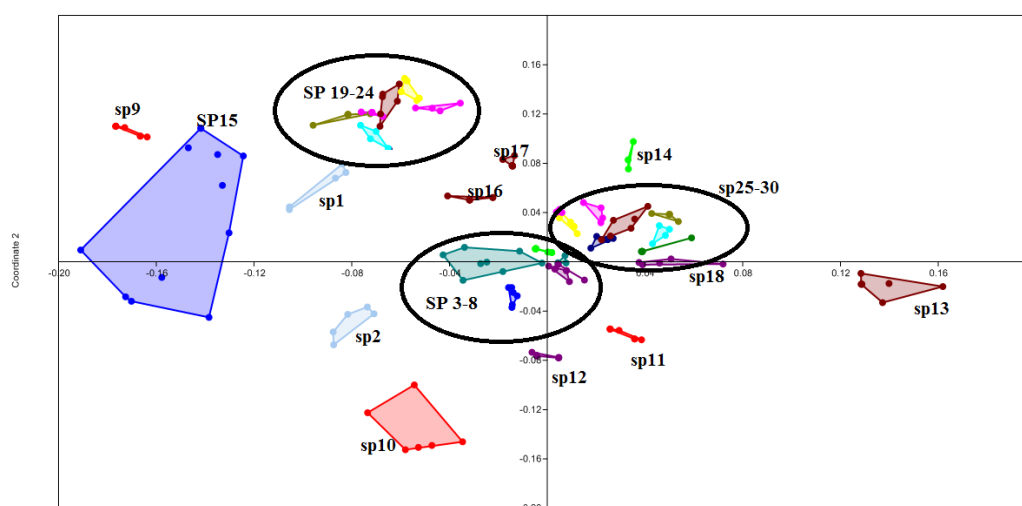 Coordinate 2
0.16
SP 19-24
0.12
sp9
SP15
sp17
sp14
0.08
sp16
sp25-30
sp1
0.04
-0.20
-0.16
-0.12
-0.08
-0.04
0.04
0.08
0.12
0.16
SP 3-8
sp18
sp13
-0.04
sp2
sp11
-0.08
sp12
-0.12
sp10
-0.16